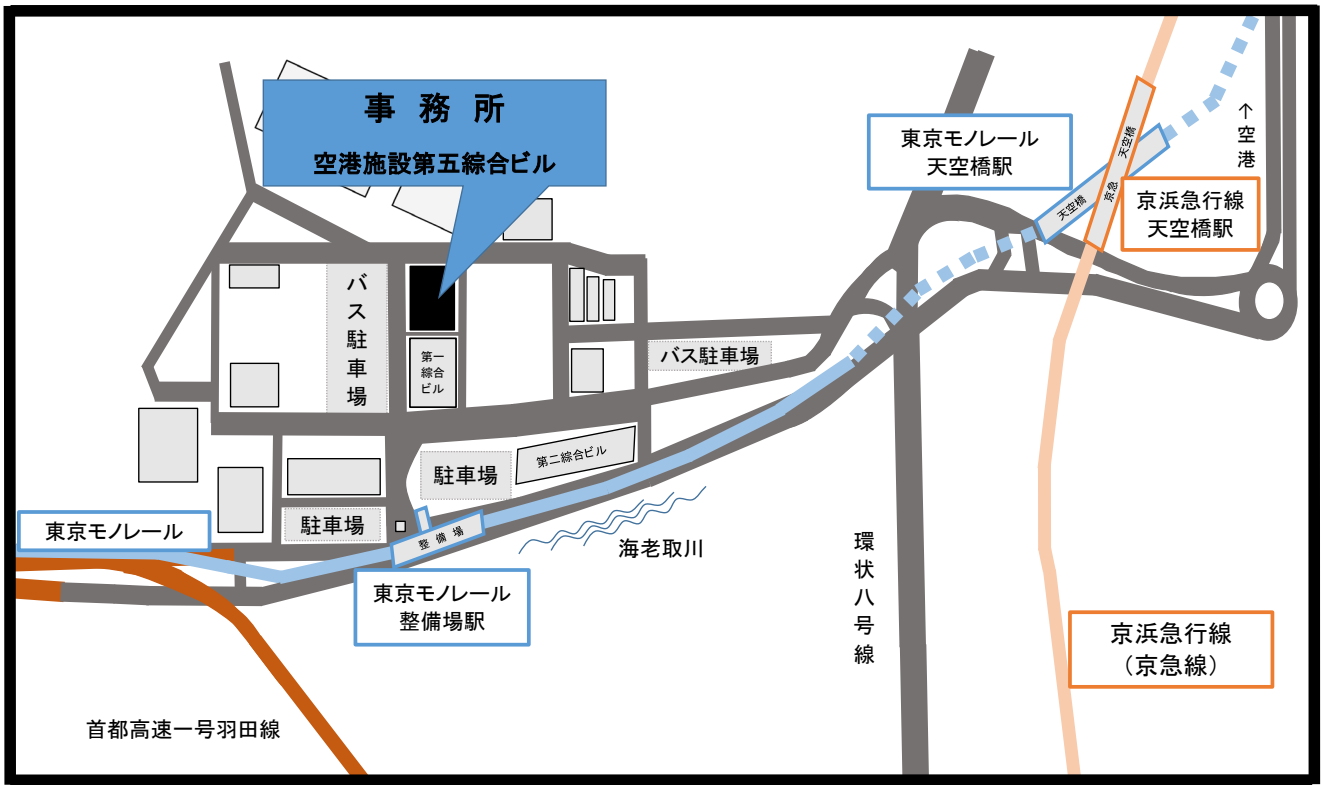 事 務 所
空港施設第五綜合ビル
東京モノレール
天空橋駅
↑空港
天空橋
京急
天空橋
京浜急行線
天空橋駅
バス駐車場
第一
綜合
ビル
バス駐車場
第二綜合ビル
駐車場
駐車場
東京モノレール
整備場
海老取川
東京モノレール
整備場駅
環状八号線
京浜急行線
（京急線）
首都高速一号羽田線